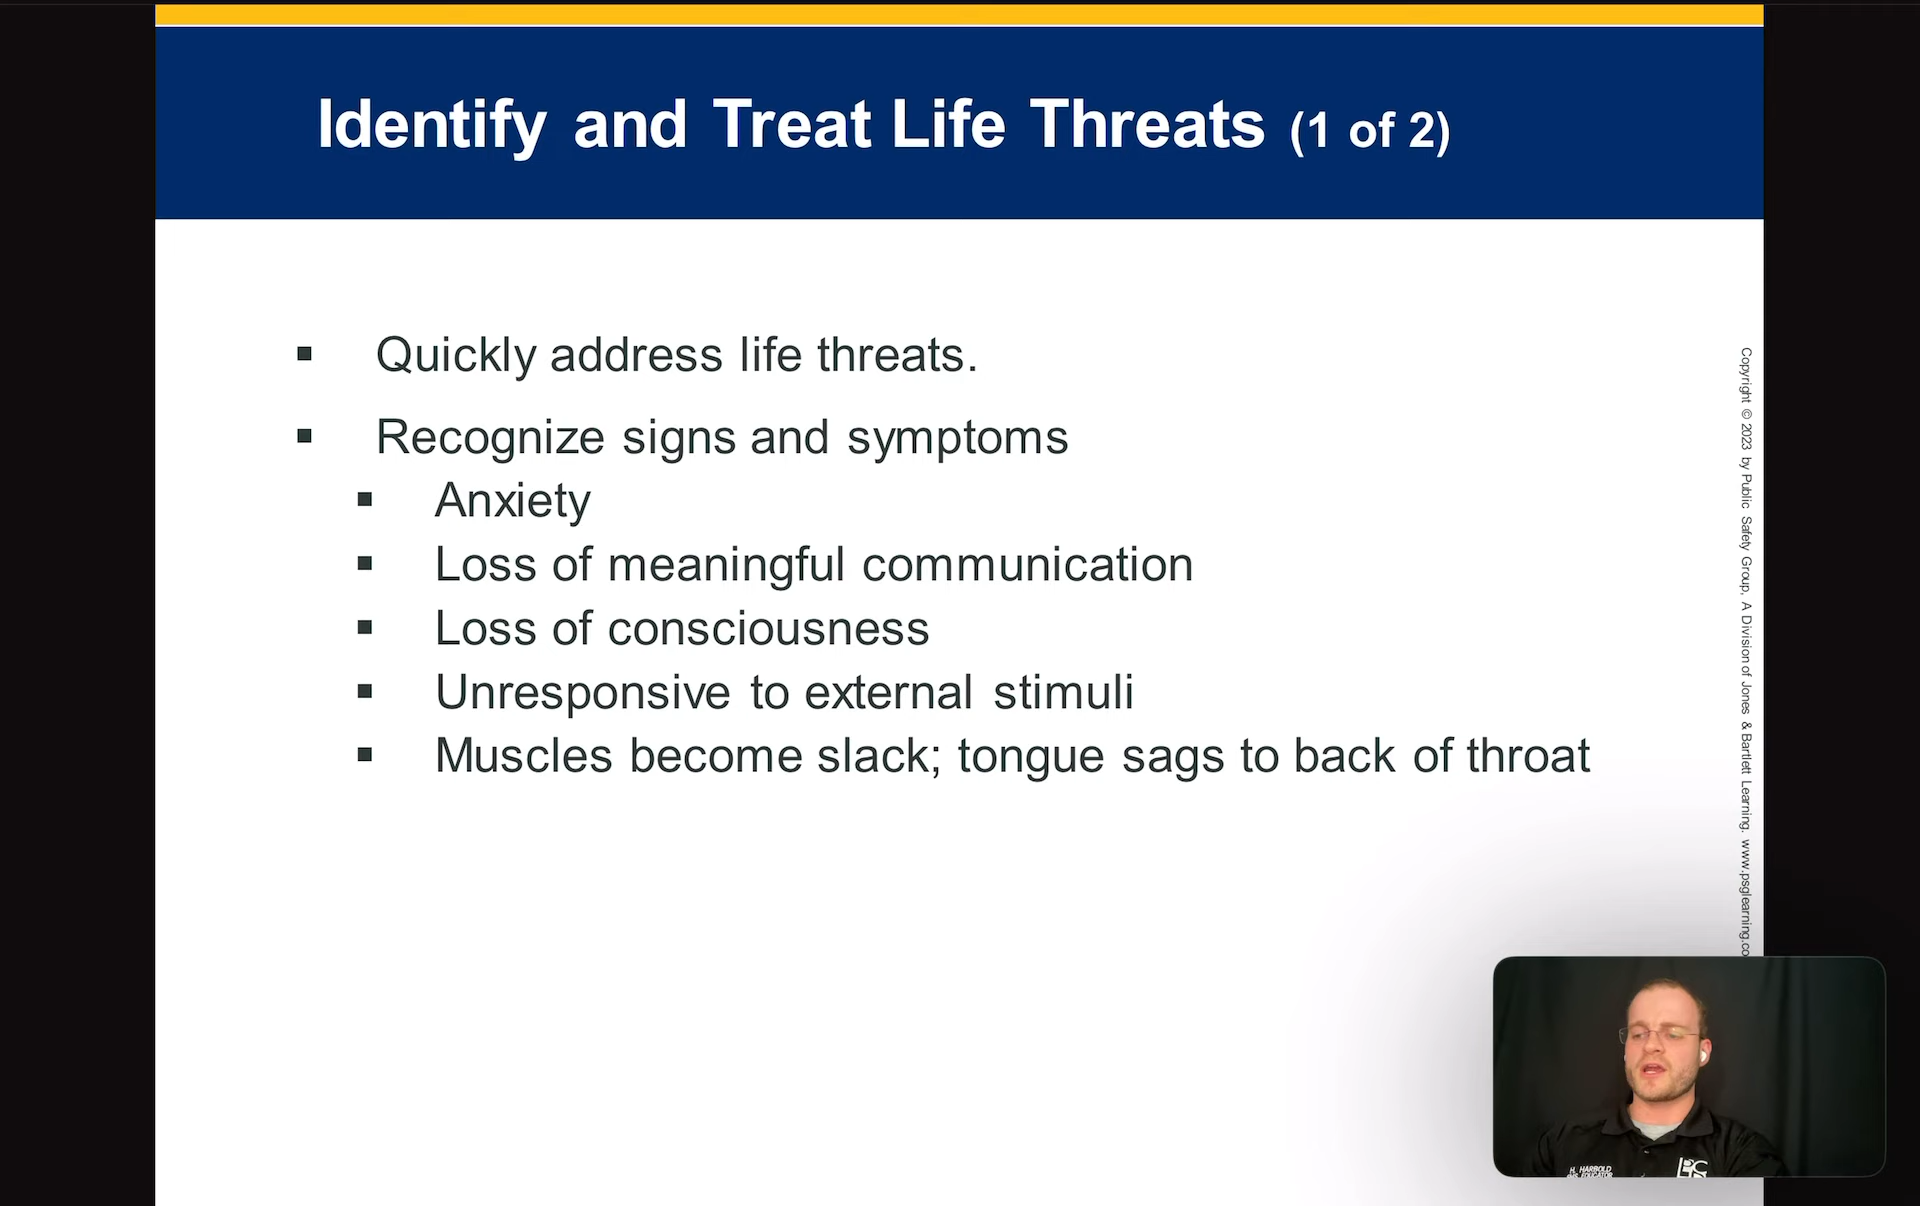 Identify and Treat Life Threats (1 of 2)
Quickly address life threats.
Recognize signs and symptoms
Anxiety
Loss of meaningful communication
Loss of consciousness
Unresponsive to external stimuli
Muscles become slack; tongue sags to back of throat
Copyright © 2023 by Public Safety Group, A Division of Jones & Bartlett Learning. www.psglearning.co
H. HARBOLD
EDUCATOR